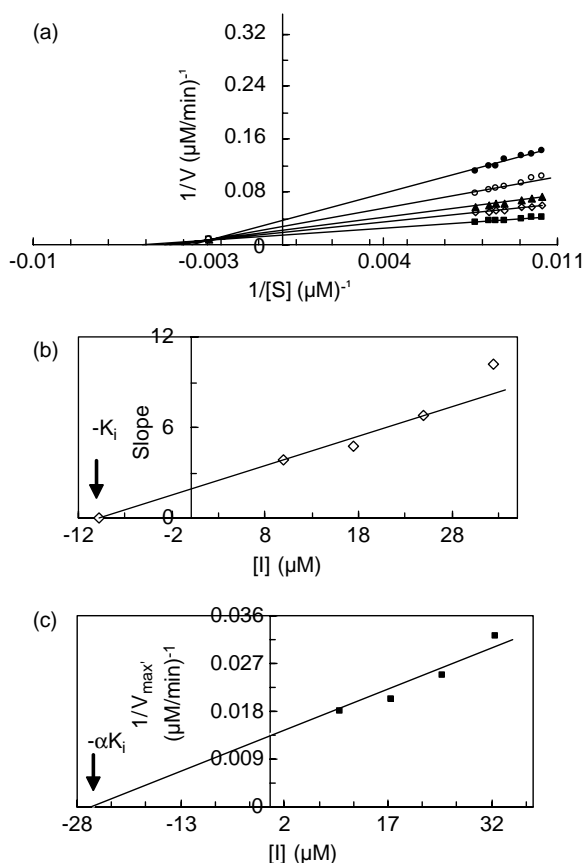 (a)
0.32
0.24
0.16
0.08
0
1/V (µM/min)⁻¹
-0.01
-0.003
0.004
0.011
1/[S] (µM)⁻¹
(b)
12
6
0
Slope
-Kᵢ
-12
-2
8
18
28
[I] (µM)
(c)
0.036
0.027
0.018
0.009
0
1/Vmax'
(µM/min)⁻¹
-αKᵢ
-28
-13
2
17
32
[I] (µM)